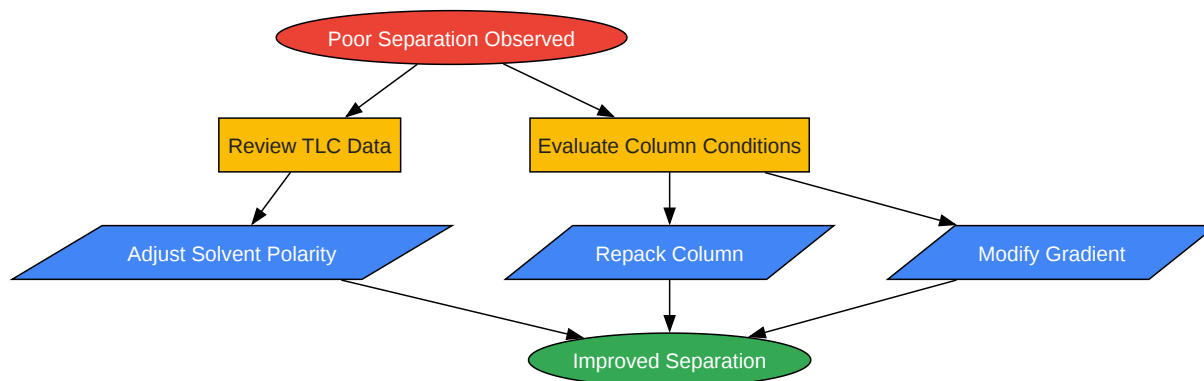 Poor Separation Observed
Review TLC Data
Evaluate Column Conditions
Adjust Solvent Polarity
Repack Column
Modify Gradient
Improved Separation